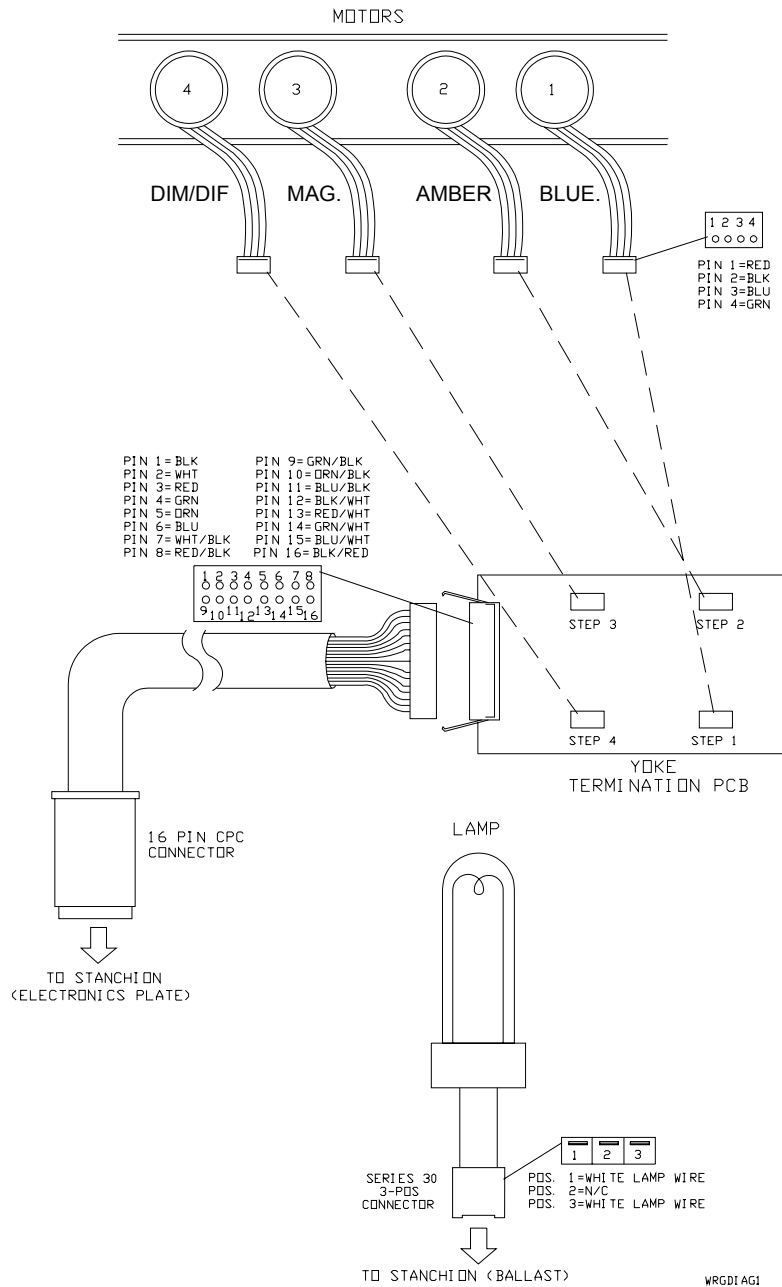 MOTORS
4
3
2
1
DIM/DIF
MAG.
AMBER
BLUE.
1 2 3 4
PIN 1=RED
PIN 2=BLK
PIN 3=BLU
PIN 4=GRN
PIN 1=BLK
PIN 2=WHT
PIN 3=RED
PIN 4=GRN
PIN 5=ORN
PIN 6=BLU
PIN 7=WHT/BLK
PIN 8=RED/BLK
PIN 9=GRN/BLK
PIN 10=ORN/BLK
PIN 11=BLU/BLK
PIN 12=BLK/WHT
PIN 13=RED/WHT
PIN 14=GRN/WHT
PIN 15=BLU/WHT
PIN 16=BLK/RED
1 2 3 4 5 6 7 8
9 10 11 12 13 14 15 16
STEP 3
STEP 2
STEP 4
STEP 1
YOKE
TERMINATION PCB
16 PIN CPC
CONNECTOR
TO STANCHION
(ELECTRONICS PLATE)
LAMP
1 2 3
SERIES 30
3-POS
CONNECTOR
POS. 1=WHITE LAMP WIRE
POS. 2=N/C
POS. 3=WHITE LAMP WIRE
TO STANCHION (BALLAST)
WRGDIAG1